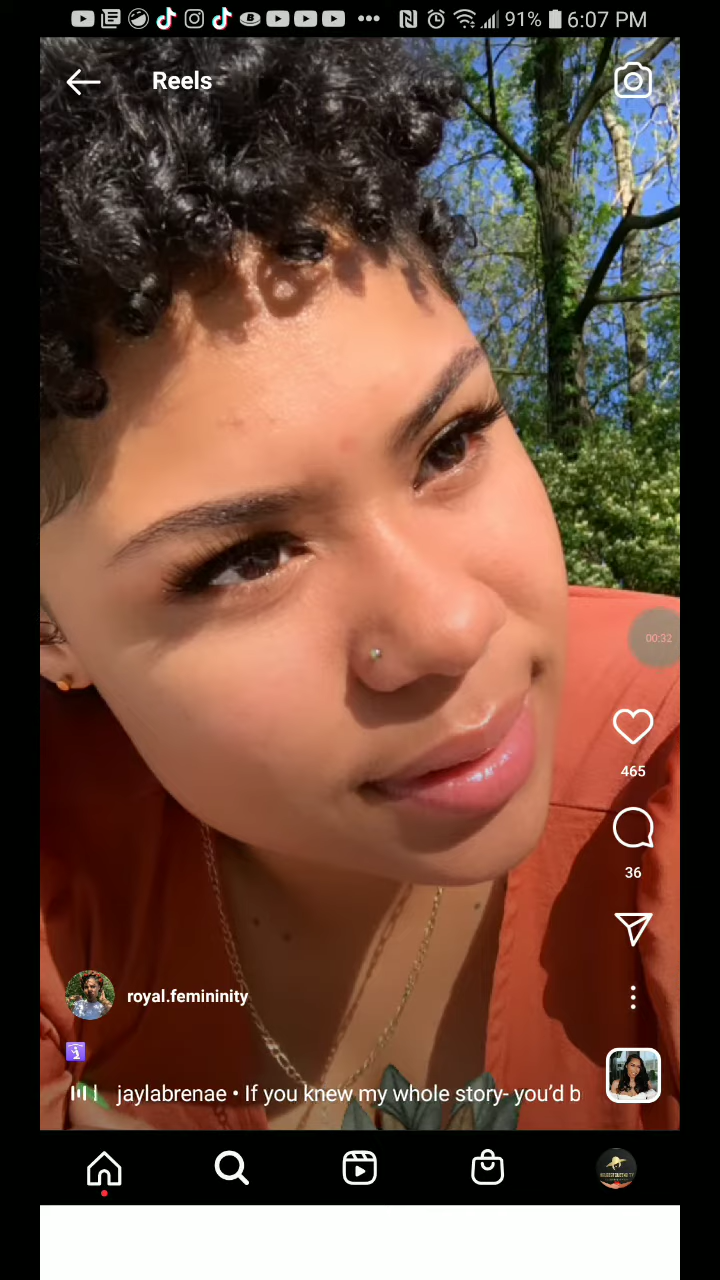 91% 6:07 PM
Reels
00:32
465
36
royal.femininity
jaylabrenae • If you knew my whole story- you’d b